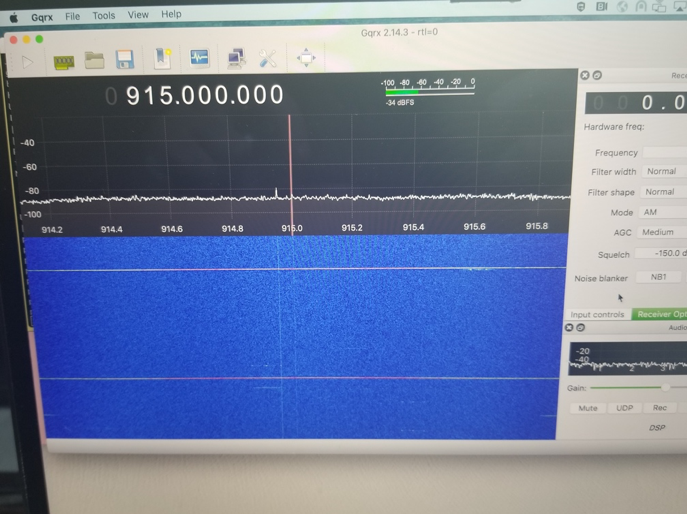 Gqrx File Tools View Help
Gqrx 2.14.3 - rtl=0
0 915.000.000
-100 -80 -60 -40 -20 0
-34 dBFS
-40
-60
-80
-100
914.2 914.4 914.6 914.8 915.0 915.2 915.4 915.6 915.8
0 0 0.0
Hardware freq:
Frequency
Filter width Normal
Filter shape Normal
Mode AM
AGC Medium
Squelch -150.0 d
Noise blanker NB1
Input controls Receiver Opt
Audio
-20
-40
Gain:
Mute UDP Rec
DSP